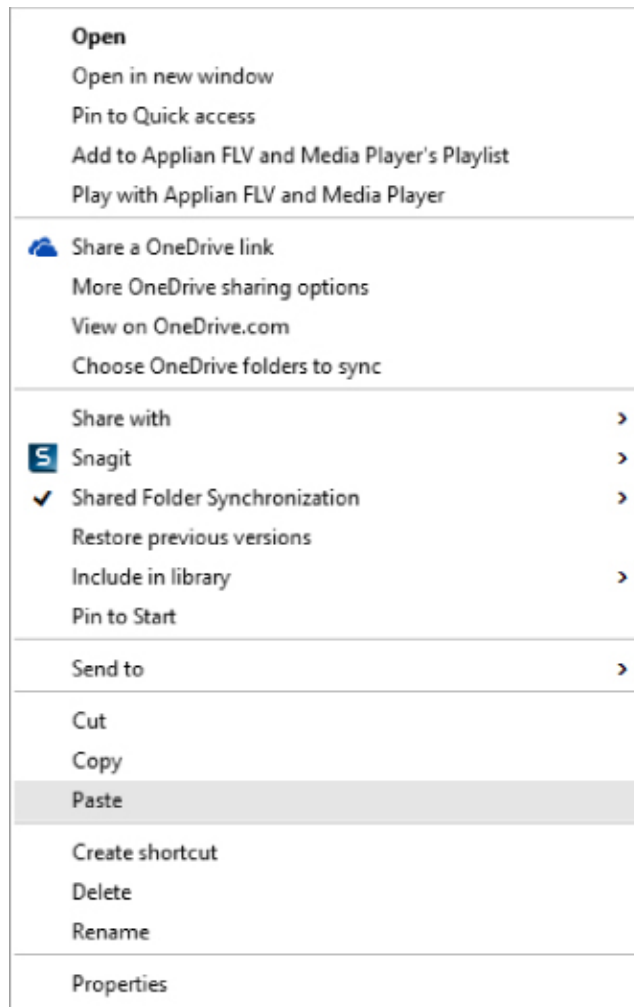 Open
Open in new window
Pin to Quick access
Add to Applian FLV and Media Player's Playlist
Play with Applian FLV and Media Player
Share a OneDrive link
More OneDrive sharing options
View on OneDrive.com
Choose OneDrive folders to sync
Share with
S Snagit
Shared Folder Synchronization
Restore previous versions
Include in library
Pin to Start
Send to
Cut
Copy
Paste
Create shortcut
Delete
Rename
Properties